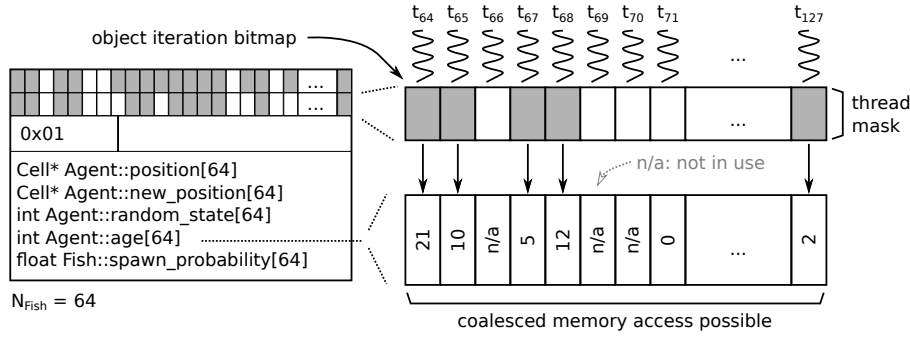 t64 t65 t66 t67 t68 t69 t70 t71 t127
object iteration bitmap
...
...
...
...
thread
mask
0x01
n/a: not in use
Cell* Agent::position[64]
Cell* Agent::new_position[64]
int Agent::random_state[64]
int Agent::age[64]
float Fish::spawn_probability[64]
21 10 n/a 5 12 n/a n/a 0 ... 2
NFish = 64
coalesced memory access possible